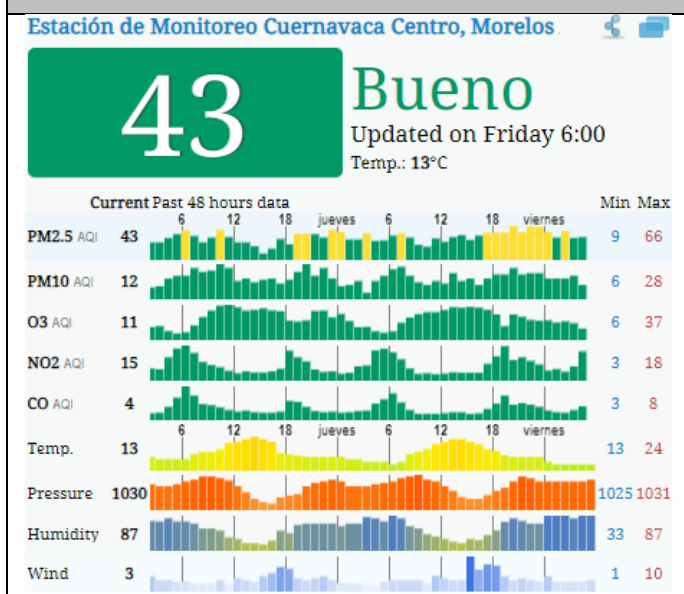 Estación de Monitoreo Cuernavaca Centro, Morelos
43
Bueno
Updated on Friday 6:00
Temp.: 13°C
Current Past 48 hours data Min Max
6 12 18 jueves 6 12 18 viernes
PM2.5 AQI 43 9 66
PM10 AQI 12 6 28
O3 AQI 11 6 37
NO2 AQI 15 3 18
CO AQI 4 3 8
6 12 18 jueves 6 12 18 viernes
Temp. 13 13 24
Pressure 1030 1025 1031
Humidity 87 33 87
Wind 3 1 10